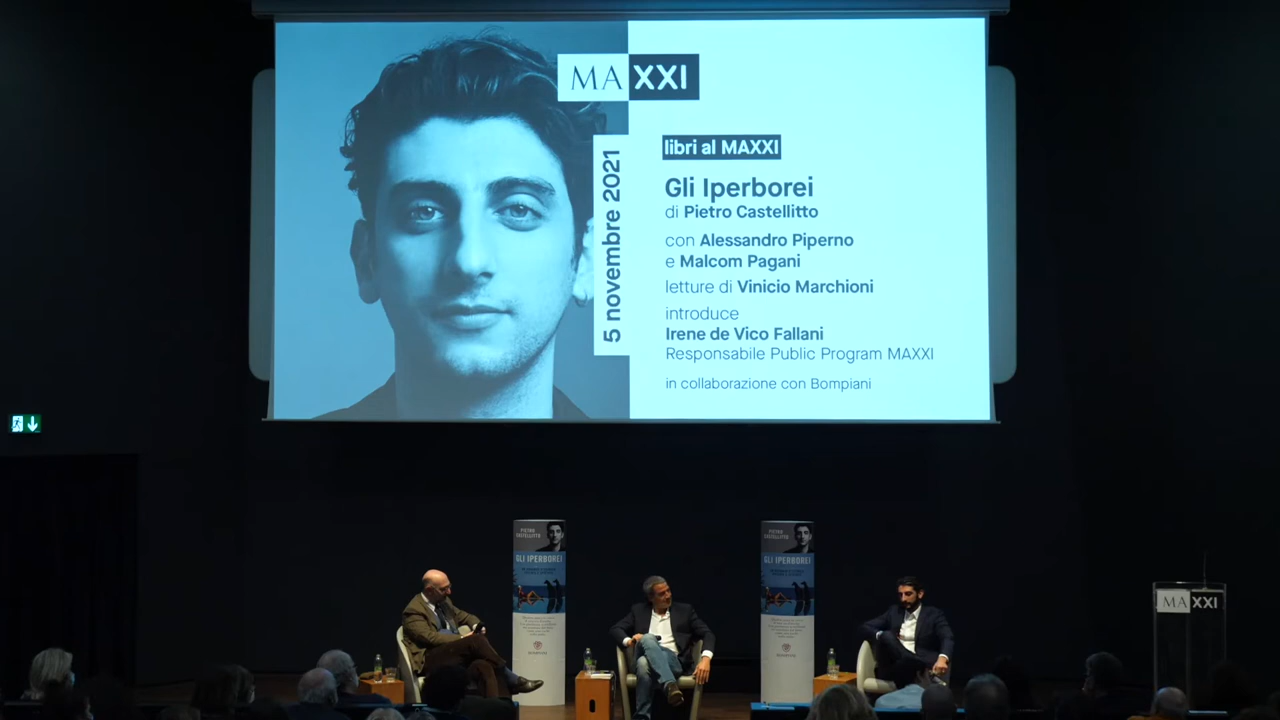 MAXXI
5 novembre 2021
libri al MAXXI
Gli Iperborei
di Pietro Castellitto
con Alessandro Piperno
e Malcom Pagani
letture di Vinicio Marchioni
introduce
Irene de Vico Fallani
Responsabile Public Program MAXXI
in collaborazione con Bompiani
PIETRO
CASTELLITTO
GLI IPERBOREI
PIETRO
CASTELLITTO
GLI IPERBOREI
MAXXI